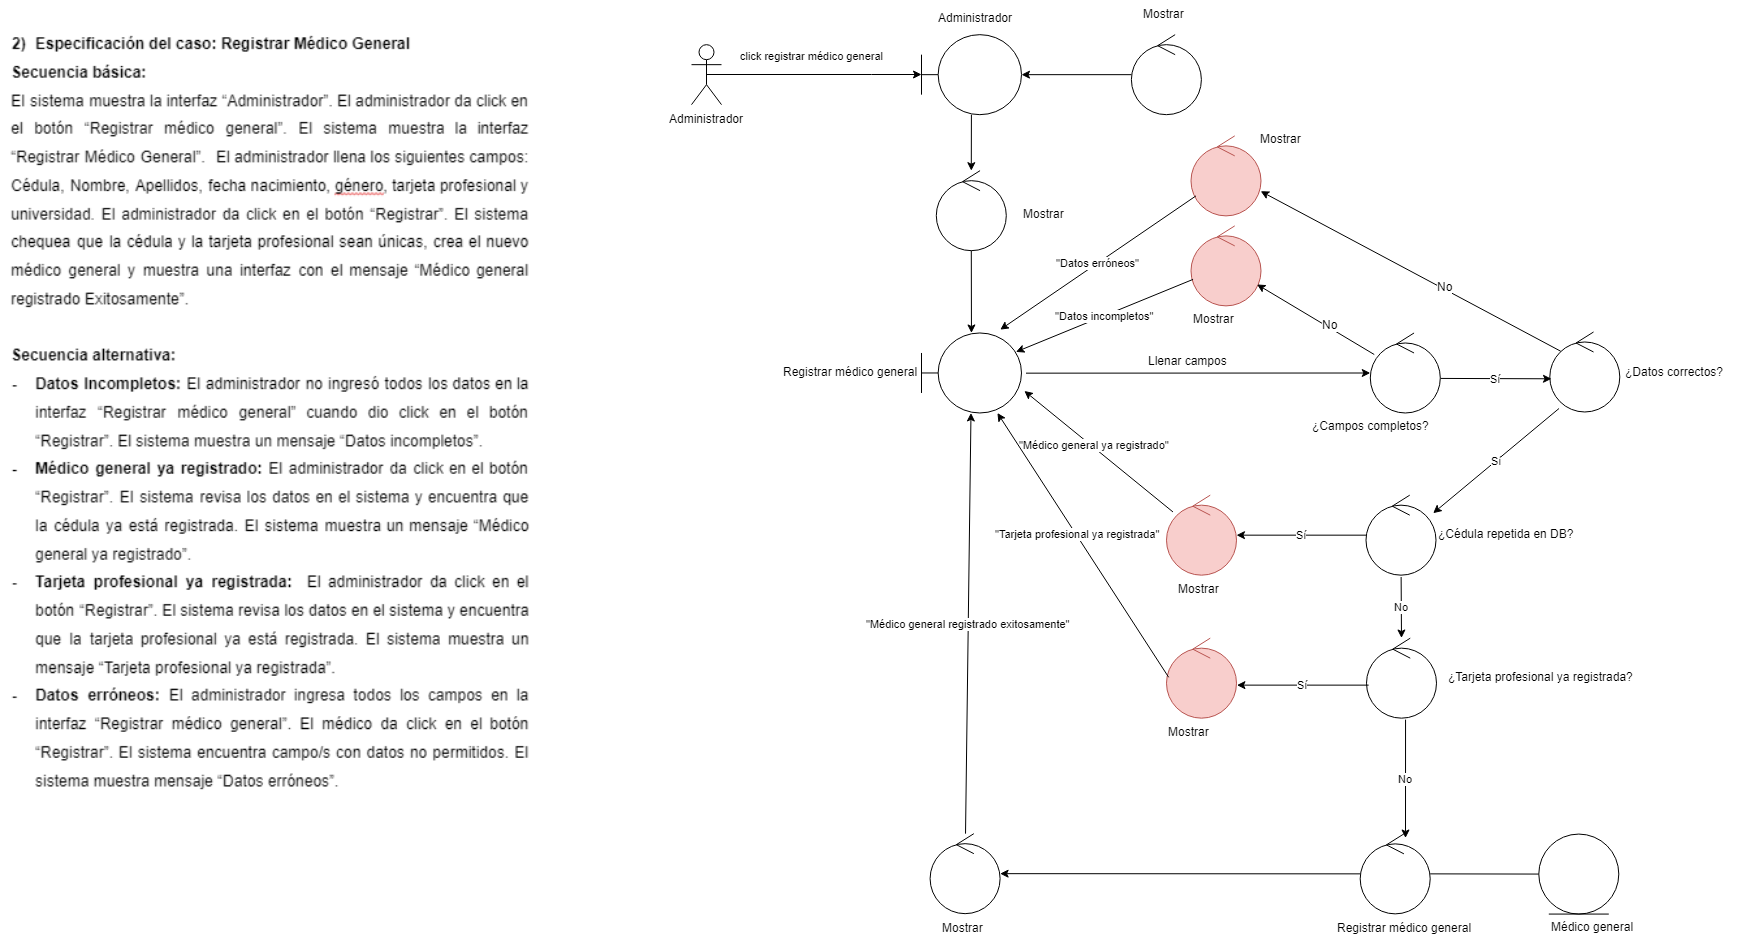 2) Especificación del caso: Registrar Médico General
Secuencia básica:
El sistema muestra la interfaz “Administrador”. El administrador da click en
el botón “Registrar médico general”. El sistema muestra la interfaz
“Registrar Médico General”. El administrador llena los siguientes campos:
Cédula, Nombre, Apellidos, fecha nacimiento, género, tarjeta profesional y
universidad. El administrador da click en el botón “Registrar”. El sistema
chequea que la cédula y la tarjeta profesional sean únicas, crea el nuevo
médico general y muestra una interfaz con el mensaje “Médico general
registrado Exitosamente”.
Secuencia alternativa:
- Datos Incompletos: El administrador no ingresó todos los datos en la
interfaz “Registrar médico general” cuando dio click en el botón
“Registrar”. El sistema muestra un mensaje “Datos incompletos”.
- Médico general ya registrado: El administrador da click en el botón
“Registrar”. El sistema revisa los datos en el sistema y encuentra que
la cédula ya está registrada. El sistema muestra un mensaje “Médico
general ya registrado”.
- Tarjeta profesional ya registrada: El administrador da click en el
botón “Registrar”. El sistema revisa los datos en el sistema y encuentra
que la tarjeta profesional ya está registrada. El sistema muestra un
mensaje “Tarjeta profesional ya registrada”.
- Datos erróneos: El administrador ingresa todos los campos en la
interfaz “Registrar médico general”. El médico da click en el botón
“Registrar”. El sistema encuentra campo/s con datos no permitidos. El
sistema muestra mensaje “Datos erróneos”.
Administrador
Mostrar
click registrar médico general
Administrador
Mostrar
Mostrar
"Datos erróneos"
No
"Datos incompletos"
Mostrar
No
Llenar campos
Registrar médico general
Sí
¿Datos correctos?
¿Campos completos?
"Médico general ya registrado"
Sí
"Tarjeta profesional ya registrada"
Sí
¿Cédula repetida en DB?
Mostrar
No
"Médico general registrado exitosamente"
¿Tarjeta profesional ya registrada?
Sí
Mostrar
No
Mostrar
Registrar médico general
Médico general